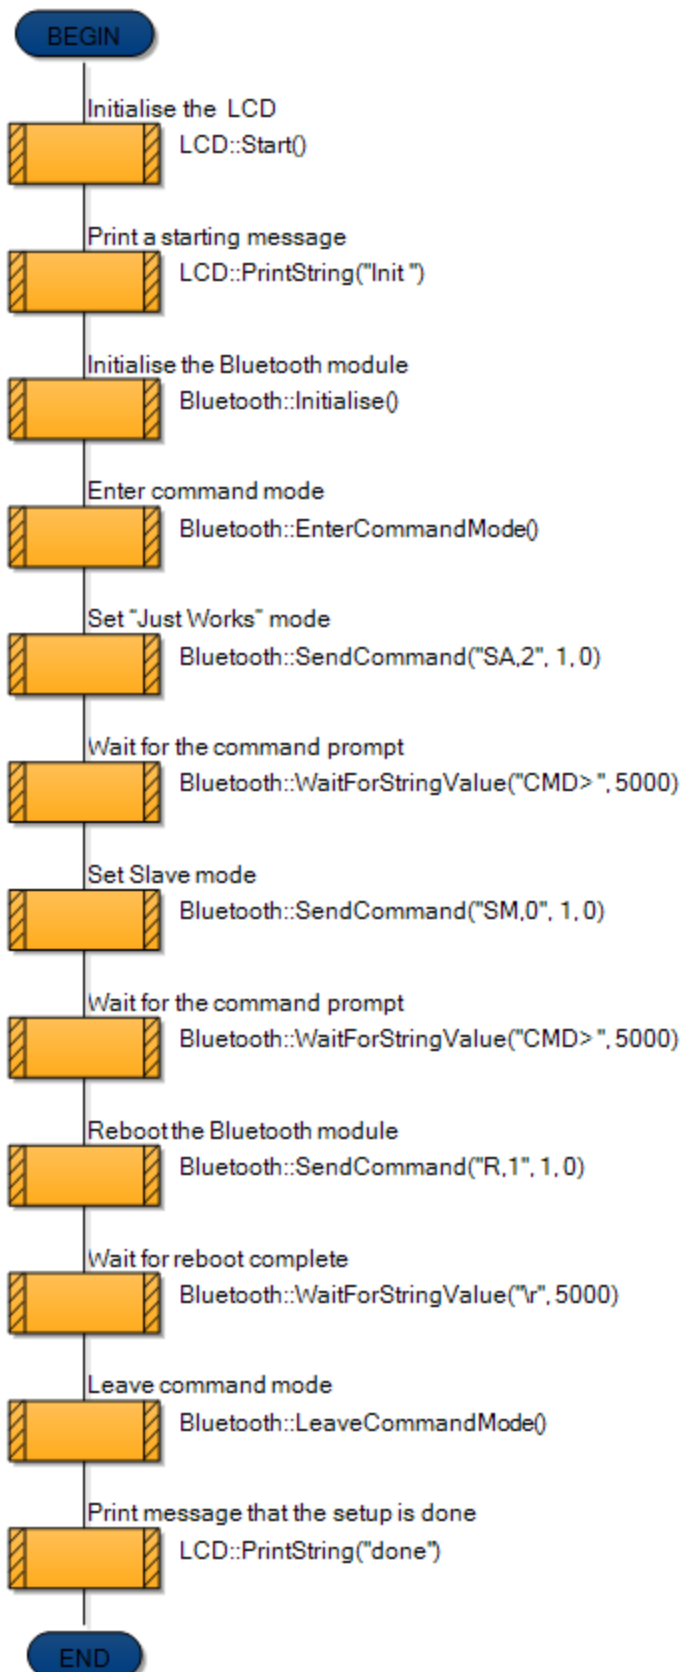 BEGIN
Initialise the LCD
LCD::Start()
Print a starting message
LCD::PrintString("Init ")
Initialise the Bluetooth module
Bluetooth::Initialise()
Enter command mode
Bluetooth::EnterCommandMode()
Set “Just Works” mode
Bluetooth::SendCommand("SA,2", 1, 0)
Wait for the command prompt
Bluetooth::WaitForStringValue("CMD> ", 5000)
Set Slave mode
Bluetooth::SendCommand("SM,0", 1, 0)
Wait for the command prompt
Bluetooth::WaitForStringValue("CMD> ", 5000)
Reboot the Bluetooth module
Bluetooth::SendCommand("R,1", 1, 0)
Wait for reboot complete
Bluetooth::WaitForStringValue("\r", 5000)
Leave command mode
Bluetooth::LeaveCommandMode()
Print message that the setup is done
LCD::PrintString("done")
END